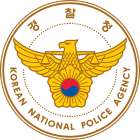 경찰청
KOREAN NATIONAL POLICE AGENCY